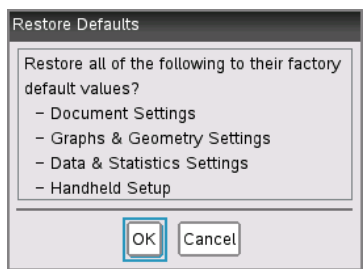 Restore Defaults
Restore all of the following to their factory
default values?
– Document Settings
– Graphs & Geometry Settings
– Data & Statistics Settings
– Handheld Setup
OK Cancel